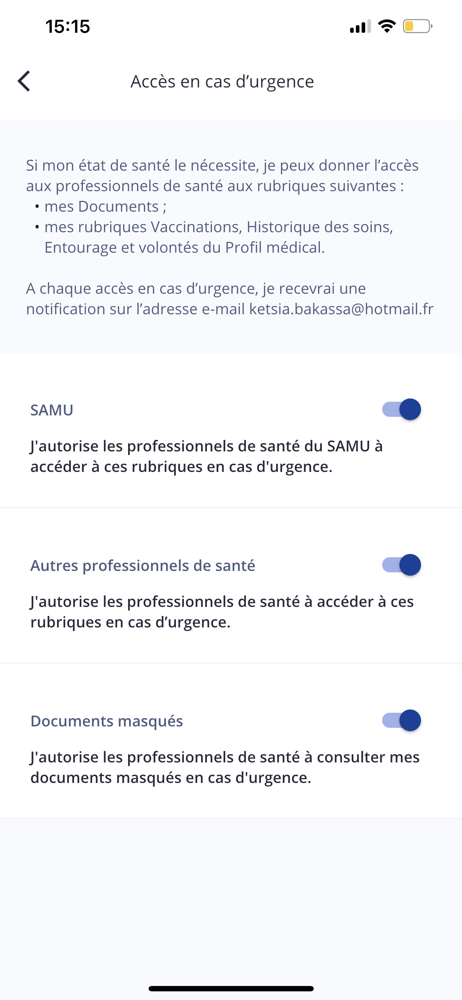 15:15
Accès en cas d’urgence
Si mon état de santé le nécessite, je peux donner l’accès
aux professionnels de santé aux rubriques suivantes :
• mes Documents ;
• mes rubriques Vaccinations, Historique des soins,
Entourage et volontés du Profil médical.
A chaque accès en cas d’urgence, je recevrai une
notification sur l’adresse e-mail ketsia.bakassa@hotmail.fr
SAMU
J'autorise les professionnels de santé du SAMU à
accéder à ces rubriques en cas d'urgence.
Autres professionnels de santé
J'autorise les professionnels de santé à accéder à ces
rubriques en cas d’urgence.
Documents masqués
J'autorise les professionnels de santé à consulter mes
documents masqués en cas d'urgence.